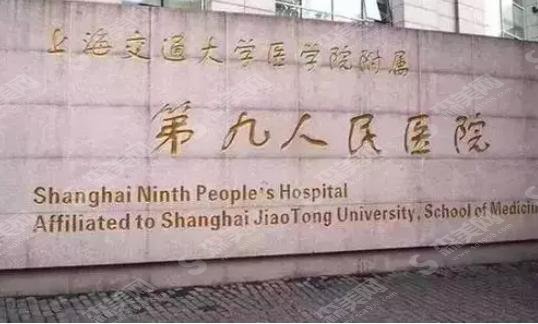 上海交通大学医学院附属
第九人民医院
Shanghai Ninth People's Hospital
Affiliated to Shanghai JiaoTong University, School of Medicin